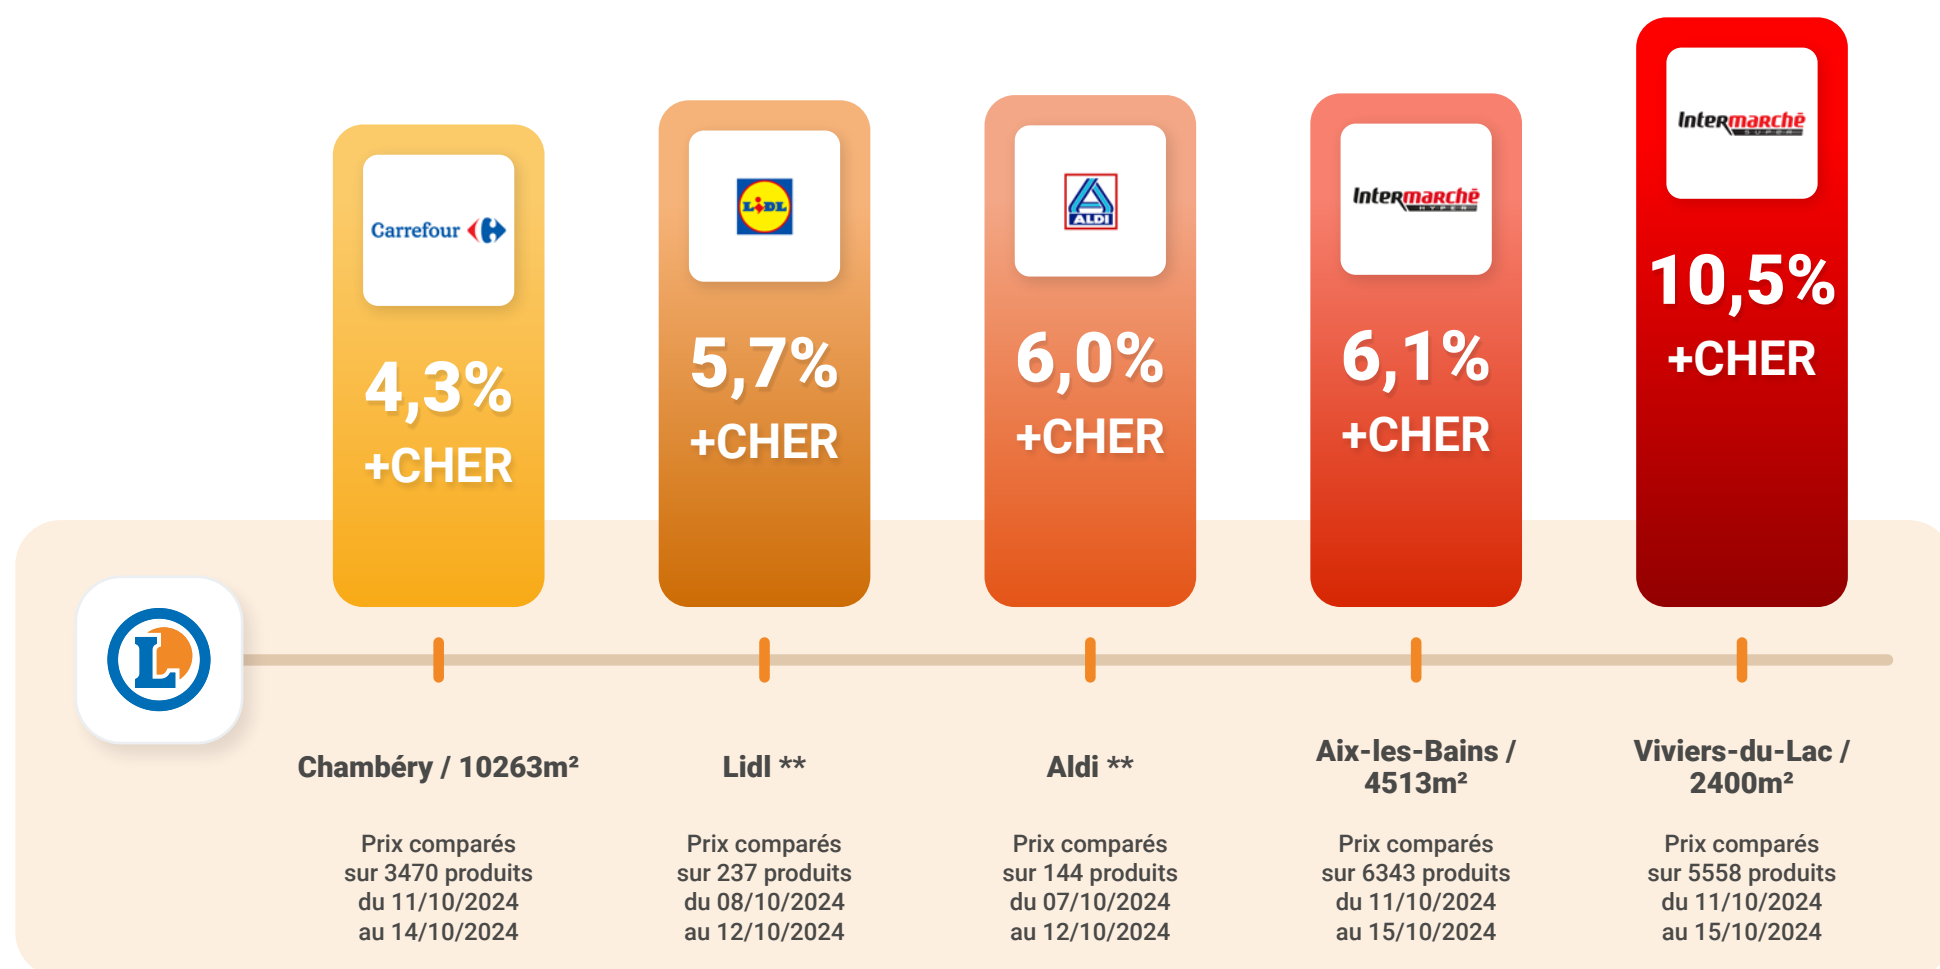 Carrefour
4,3%
+CHER
LIDL
5,7%
+CHER
ALDI
6,0%
+CHER
Intermarché
HYPER
6,1%
+CHER
Intermarché
SUPER
10,5%
+CHER
L
Chambéry / 10263m²
Prix comparés
sur 3470 produits
du 11/10/2024
au 14/10/2024
Lidl **
Prix comparés
sur 237 produits
du 08/10/2024
au 12/10/2024
Aldi **
Prix comparés
sur 144 produits
du 07/10/2024
au 12/10/2024
Aix-les-Bains /
4513m²
Prix comparés
sur 6343 produits
du 11/10/2024
au 15/10/2024
Viviers-du-Lac /
2400m²
Prix comparés
sur 5558 produits
du 11/10/2024
au 15/10/2024